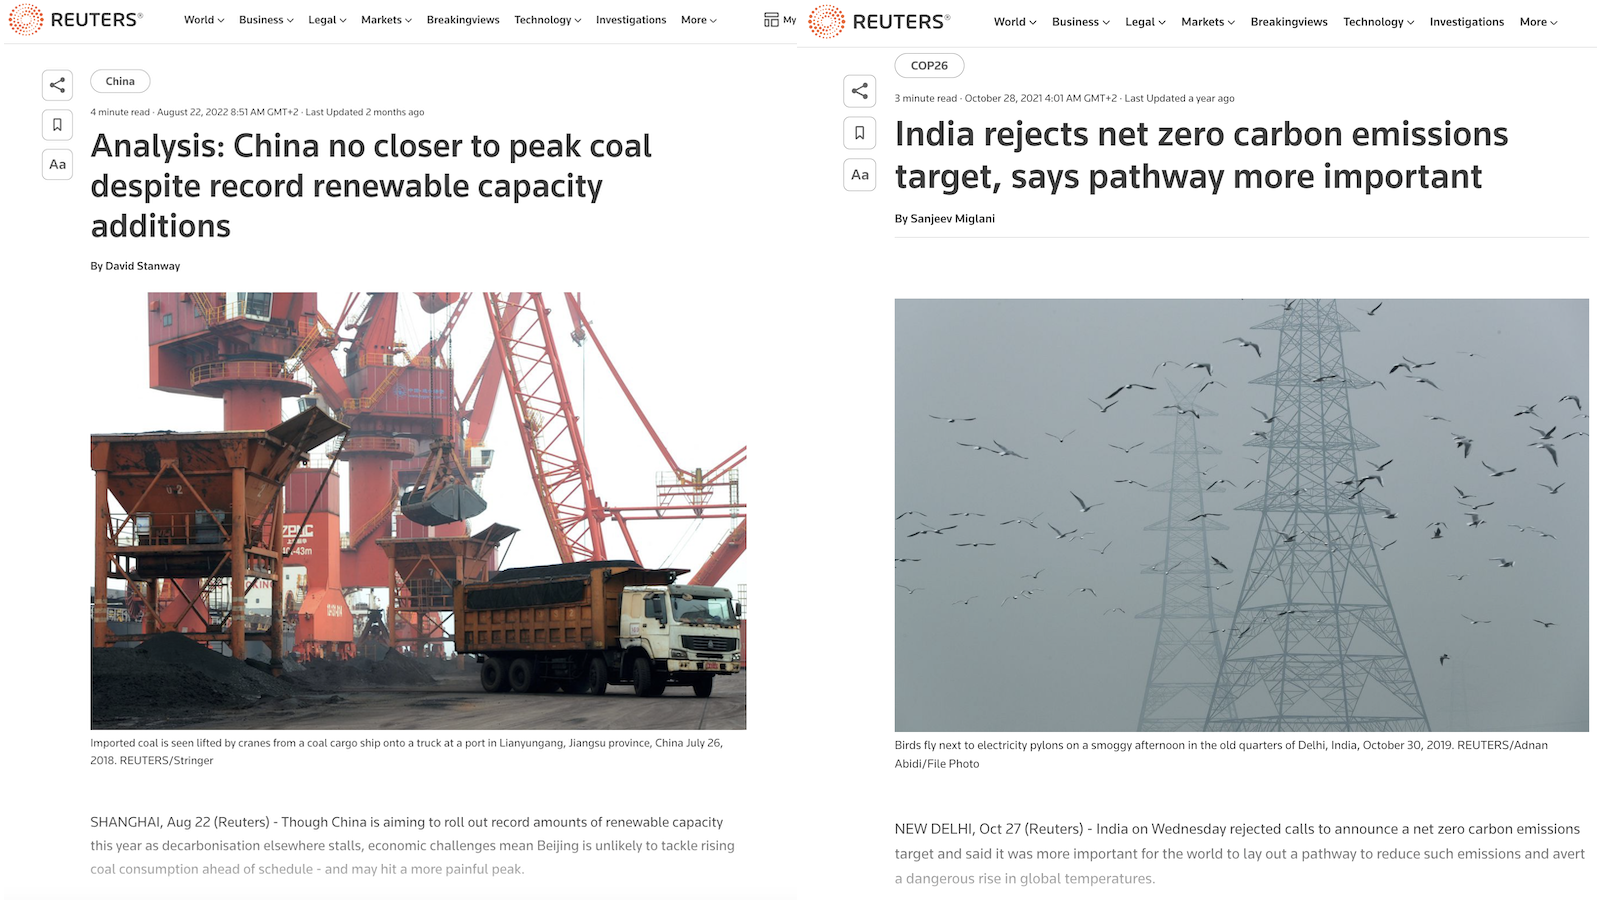 REUTERS®
World
Business
Legal
Markets
Breakingviews
Technology
Investigations
More
My
China
4 minute read · August 22, 2022 8:51 AM GMT+2 · Last Updated 2 months ago
Aa
Analysis: China no closer to peak coal
despite record renewable capacity
additions
By David Stanway
Imported coal is seen lifted by cranes from a coal cargo ship onto a truck at a port in Lianyungang, Jiangsu province, China July 26,
2018. REUTERS/Stringer
SHANGHAI, Aug 22 (Reuters) - Though China is aiming to roll out record amounts of renewable capacity
this year as decarbonisation elsewhere stalls, economic challenges mean Beijing is unlikely to tackle rising
coal consumption ahead of schedule - and may hit a more painful peak.
REUTERS®
World
Business
Legal
Markets
Breakingviews
Technology
Investigations
More
COP26
3 minute read · October 28, 2021 4:01 AM GMT+2 · Last Updated a year ago
Aa
India rejects net zero carbon emissions
target, says pathway more important
By Sanjeev Miglani
Birds fly next to electricity pylons on a smoggy afternoon in the old quarters of Delhi, India, October 30, 2019. REUTERS/Adnan
Abidi/File Photo
NEW DELHI, Oct 27 (Reuters) - India on Wednesday rejected calls to announce a net zero carbon emissions
target and said it was more important for the world to lay out a pathway to reduce such emissions and avert
a dangerous rise in global temperatures.